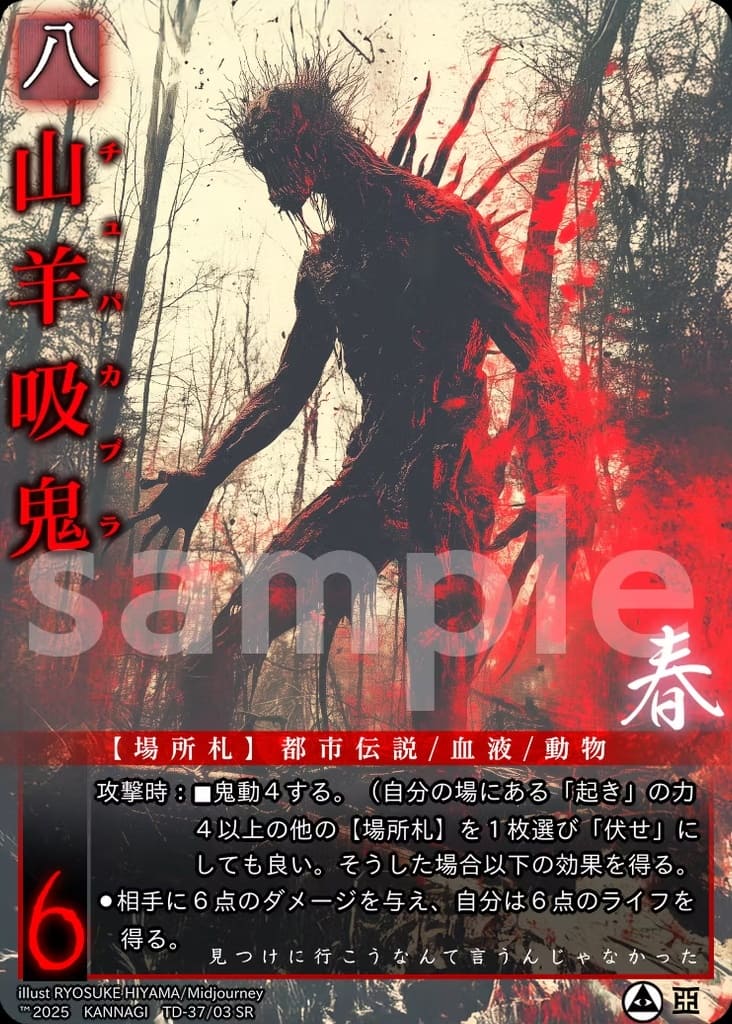 八
山羊吸鬼
チュパカブラ
sample
春
【場所札】都市伝説/血液/動物
攻撃時：■鬼動４する。（自分の場にある「起き」の力
４以上の他の【場所札】を１枚選び「伏せ」に
しても良い。そうした場合以下の効果を得る。
●相手に６点のダメージを与え、自分は６点のライフを
得る。
見つけに行こうなんて言うんじゃなかった
6
illust RYOSUKE HIYAMA/Midjourney
™2025 KANNAGI TD-37/03 SR